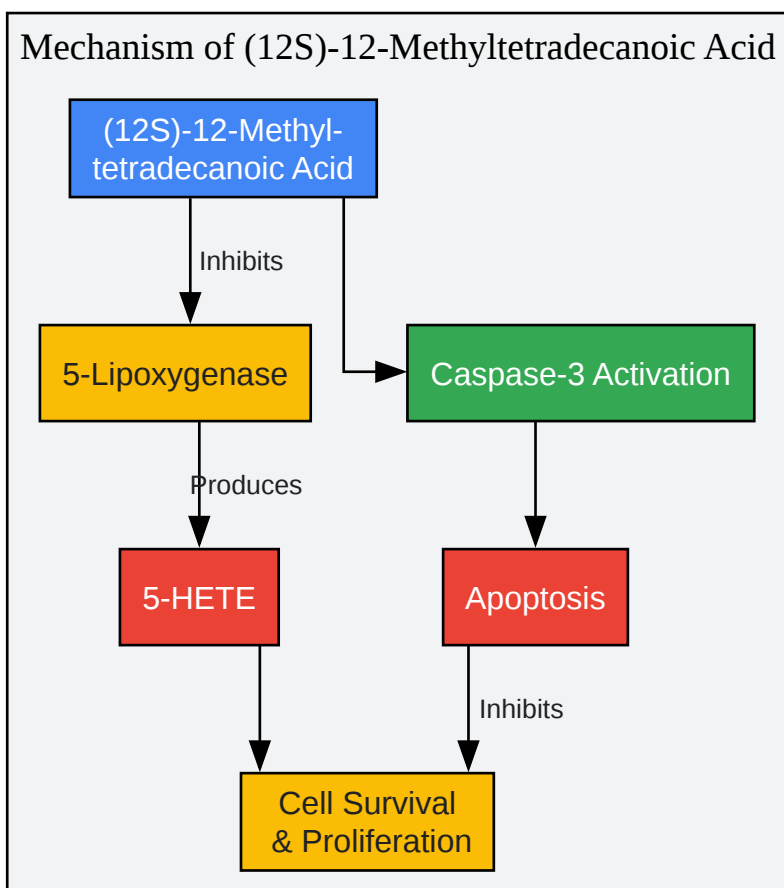 Mechanism of (12S)-12-Methyltetradecanoic Acid
(12S)-12-Methyl-
tetradecanoic Acid
Inhibits
5-Lipoxygenase
Caspase-3 Activation
Produces
5-HETE
Apoptosis
Inhibits
Cell Survival
& Proliferation